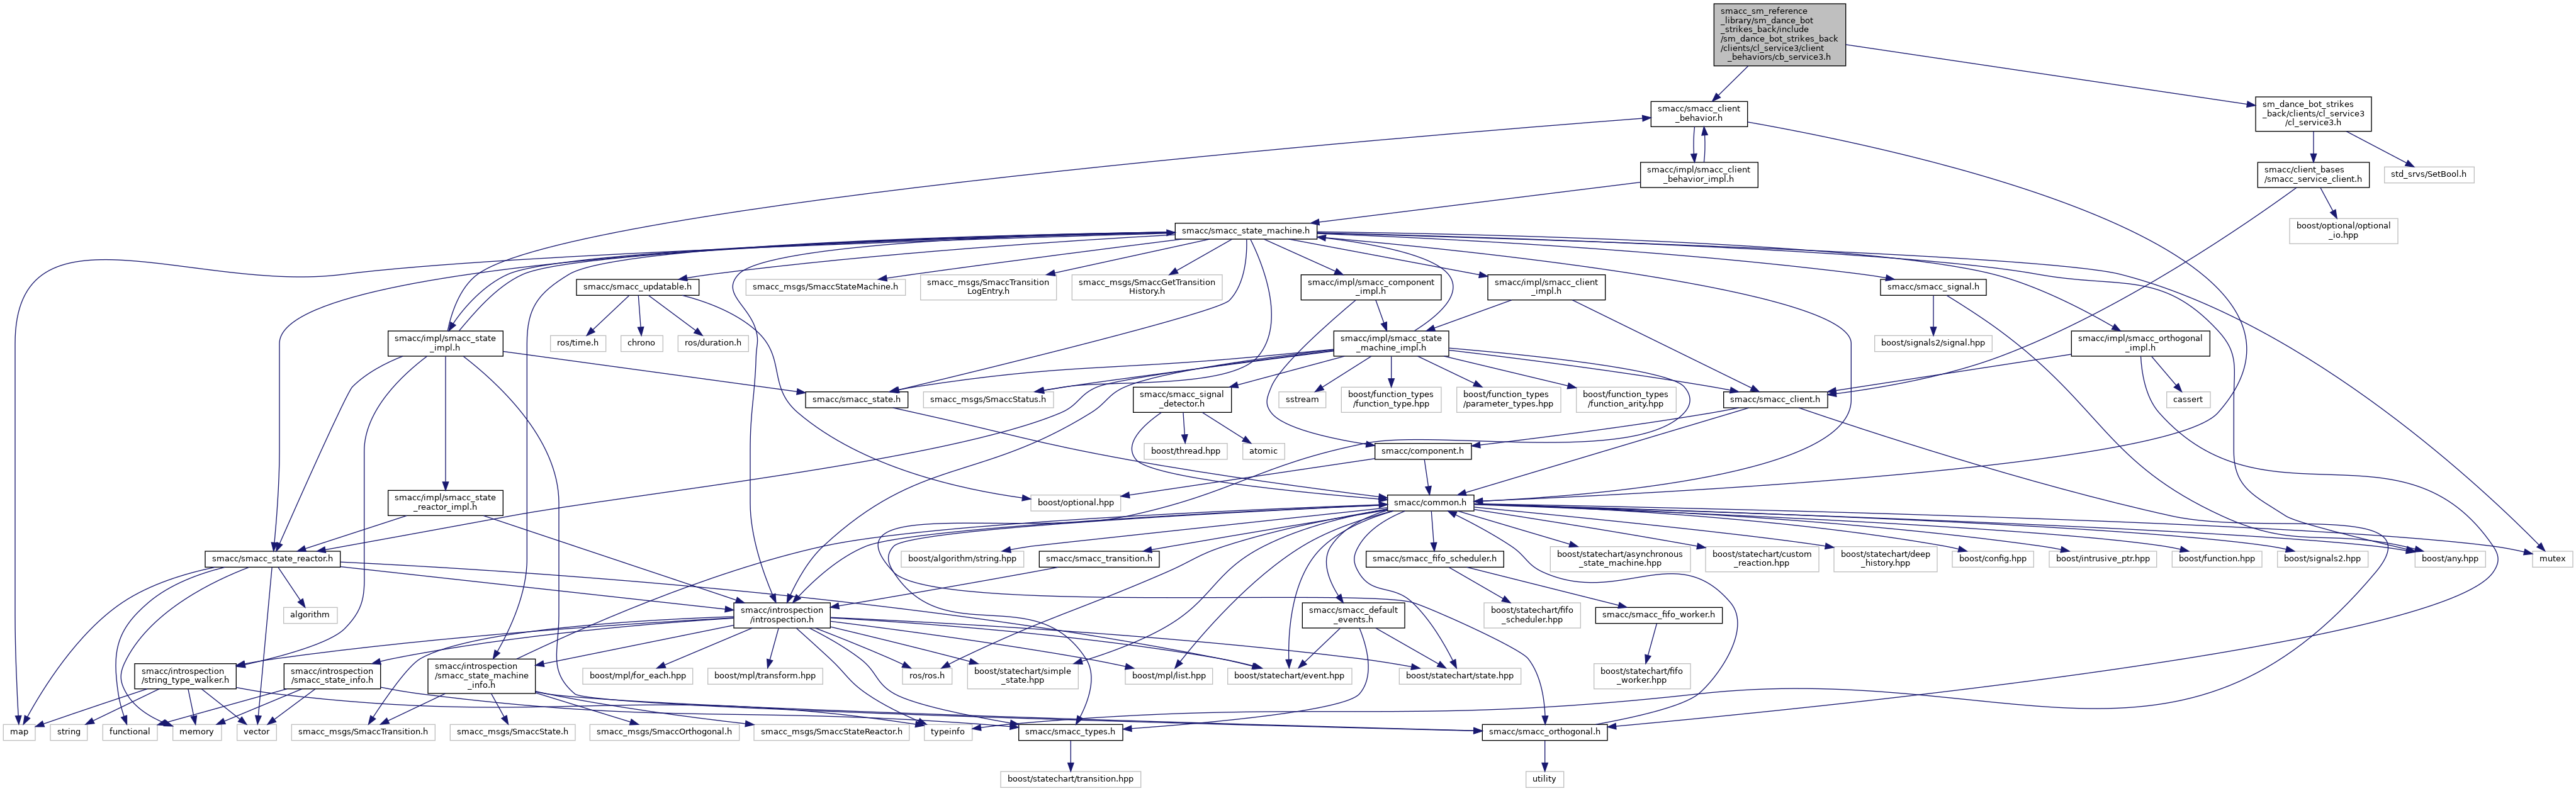 smacc_sm_reference
_library/sm_dance_bot
_strikes_back/include
/sm_dance_bot_strikes_back
/clients/cl_service3/client
_behaviors/cb_service3.h
smacc/smacc_client
_behavior.h
sm_dance_bot_strikes
_back/clients/cl_service3
/cl_service3.h
smacc/impl/smacc_client
_behavior_impl.h
smacc/client_bases
/smacc_service_client.h
std_srvs/SetBool.h
smacc/smacc_state_machine.h
boost/optional/optional
_io.hpp
smacc/smacc_updatable.h
smacc_msgs/SmaccStateMachine.h
smacc_msgs/SmaccTransition
LogEntry.h
smacc_msgs/SmaccGetTransition
History.h
smacc/impl/smacc_component
_impl.h
smacc/impl/smacc_client
_impl.h
smacc/smacc_signal.h
smacc/impl/smacc_state
_impl.h
ros/time.h
chrono
ros/duration.h
smacc/impl/smacc_state
_machine_impl.h
boost/signals2/signal.hpp
smacc/impl/smacc_orthogonal
_impl.h
smacc/smacc_state.h
smacc_msgs/SmaccStatus.h
smacc/smacc_signal
_detector.h
sstream
boost/function_types
/function_type.hpp
boost/function_types
/parameter_types.hpp
boost/function_types
/function_arity.hpp
smacc/smacc_client.h
cassert
boost/thread.hpp
atomic
smacc/component.h
smacc/impl/smacc_state
_reactor_impl.h
boost/optional.hpp
smacc/common.h
smacc/smacc_state_reactor.h
boost/algorithm/string.hpp
smacc/smacc_transition.h
smacc/smacc_fifo_scheduler.h
boost/statechart/asynchronous
_state_machine.hpp
boost/statechart/custom
_reaction.hpp
boost/statechart/deep
_history.hpp
boost/config.hpp
boost/intrusive_ptr.hpp
boost/function.hpp
boost/signals2.hpp
boost/any.hpp
mutex
algorithm
smacc/introspection
/introspection.h
smacc/smacc_default
_events.h
boost/statechart/fifo
_scheduler.hpp
smacc/smacc_fifo_worker.h
smacc/introspection
/string_type_walker.h
smacc/introspection
/smacc_state_info.h
smacc/introspection
/smacc_state_machine
_info.h
boost/mpl/for_each.hpp
boost/mpl/transform.hpp
ros/ros.h
boost/statechart/simple
_state.hpp
boost/mpl/list.hpp
boost/statechart/event.hpp
boost/statechart/state.hpp
boost/statechart/fifo
_worker.hpp
map
string
functional
memory
vector
smacc_msgs/SmaccTransition.h
smacc_msgs/SmaccState.h
smacc_msgs/SmaccOrthogonal.h
smacc_msgs/SmaccStateReactor.h
typeinfo
smacc/smacc_types.h
smacc/smacc_orthogonal.h
boost/statechart/transition.hpp
utility